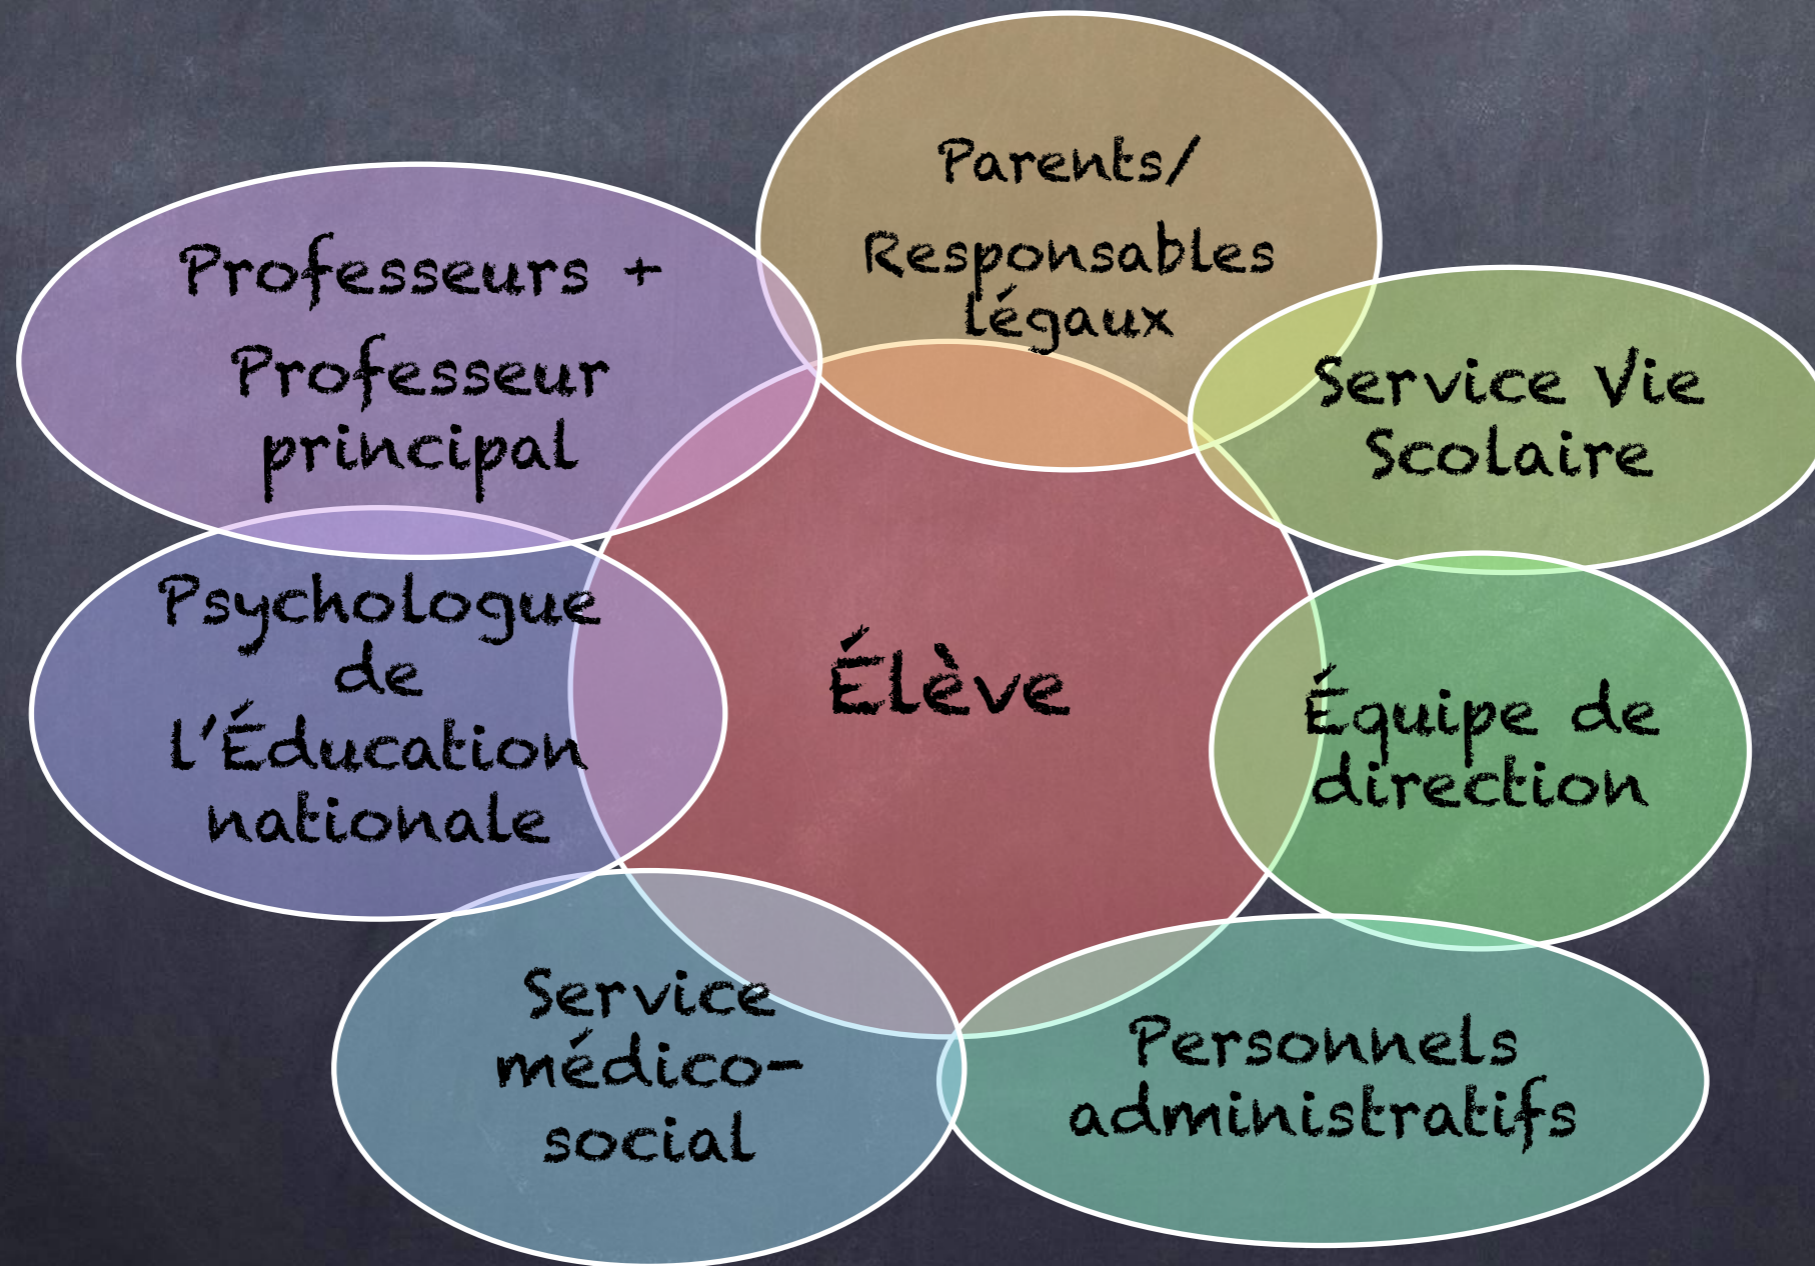 Parents/
Responsables
légaux
Professeurs +
Professeur
principal
Service Vie
Scolaire
Psychologue
de
l'Éducation
nationale
Élève
Équipe de
direction
Service
médico-
social
Personnels
administratifs